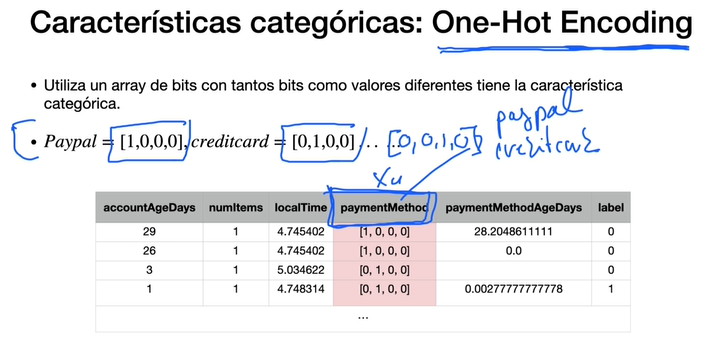 Características categóricas: One-Hot Encoding
• Utiliza un array de bits con tantos bits como valores diferentes tiene la característica
categórica.
• Paypal = [1,0,0,0], creditcard = [0,1,0,0], . . . [0,0,1,0]
paypal
creditcard
accountAgeDays numItems localTime paymentMethod paymentMethodAgeDays label
29 1 4.745402 [1, 0, 0, 0] 28.2048611111 0
26 1 4.745402 [1, 0, 0, 0] 0.0 0
3 1 5.034622 [0, 1, 0, 0] 0
1 1 4.748314 [0, 1, 0, 0] 0.00277777777778 1
...